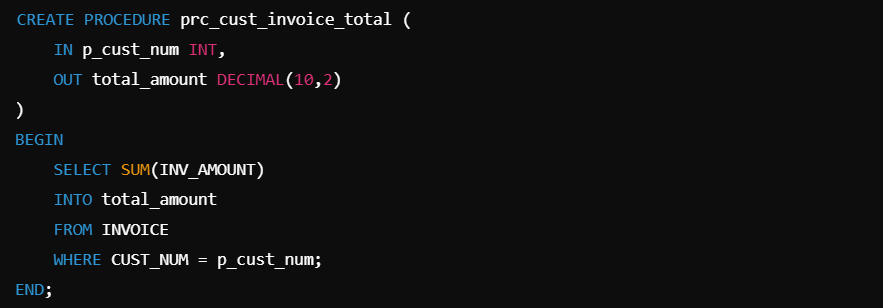 CREATE PROCEDURE prc_cust_invoice_total (
    IN p_cust_num INT,
    OUT total_amount DECIMAL(10,2)
)
BEGIN
    SELECT SUM(INV_AMOUNT)
    INTO total_amount
    FROM INVOICE
    WHERE CUST_NUM = p_cust_num;
END;